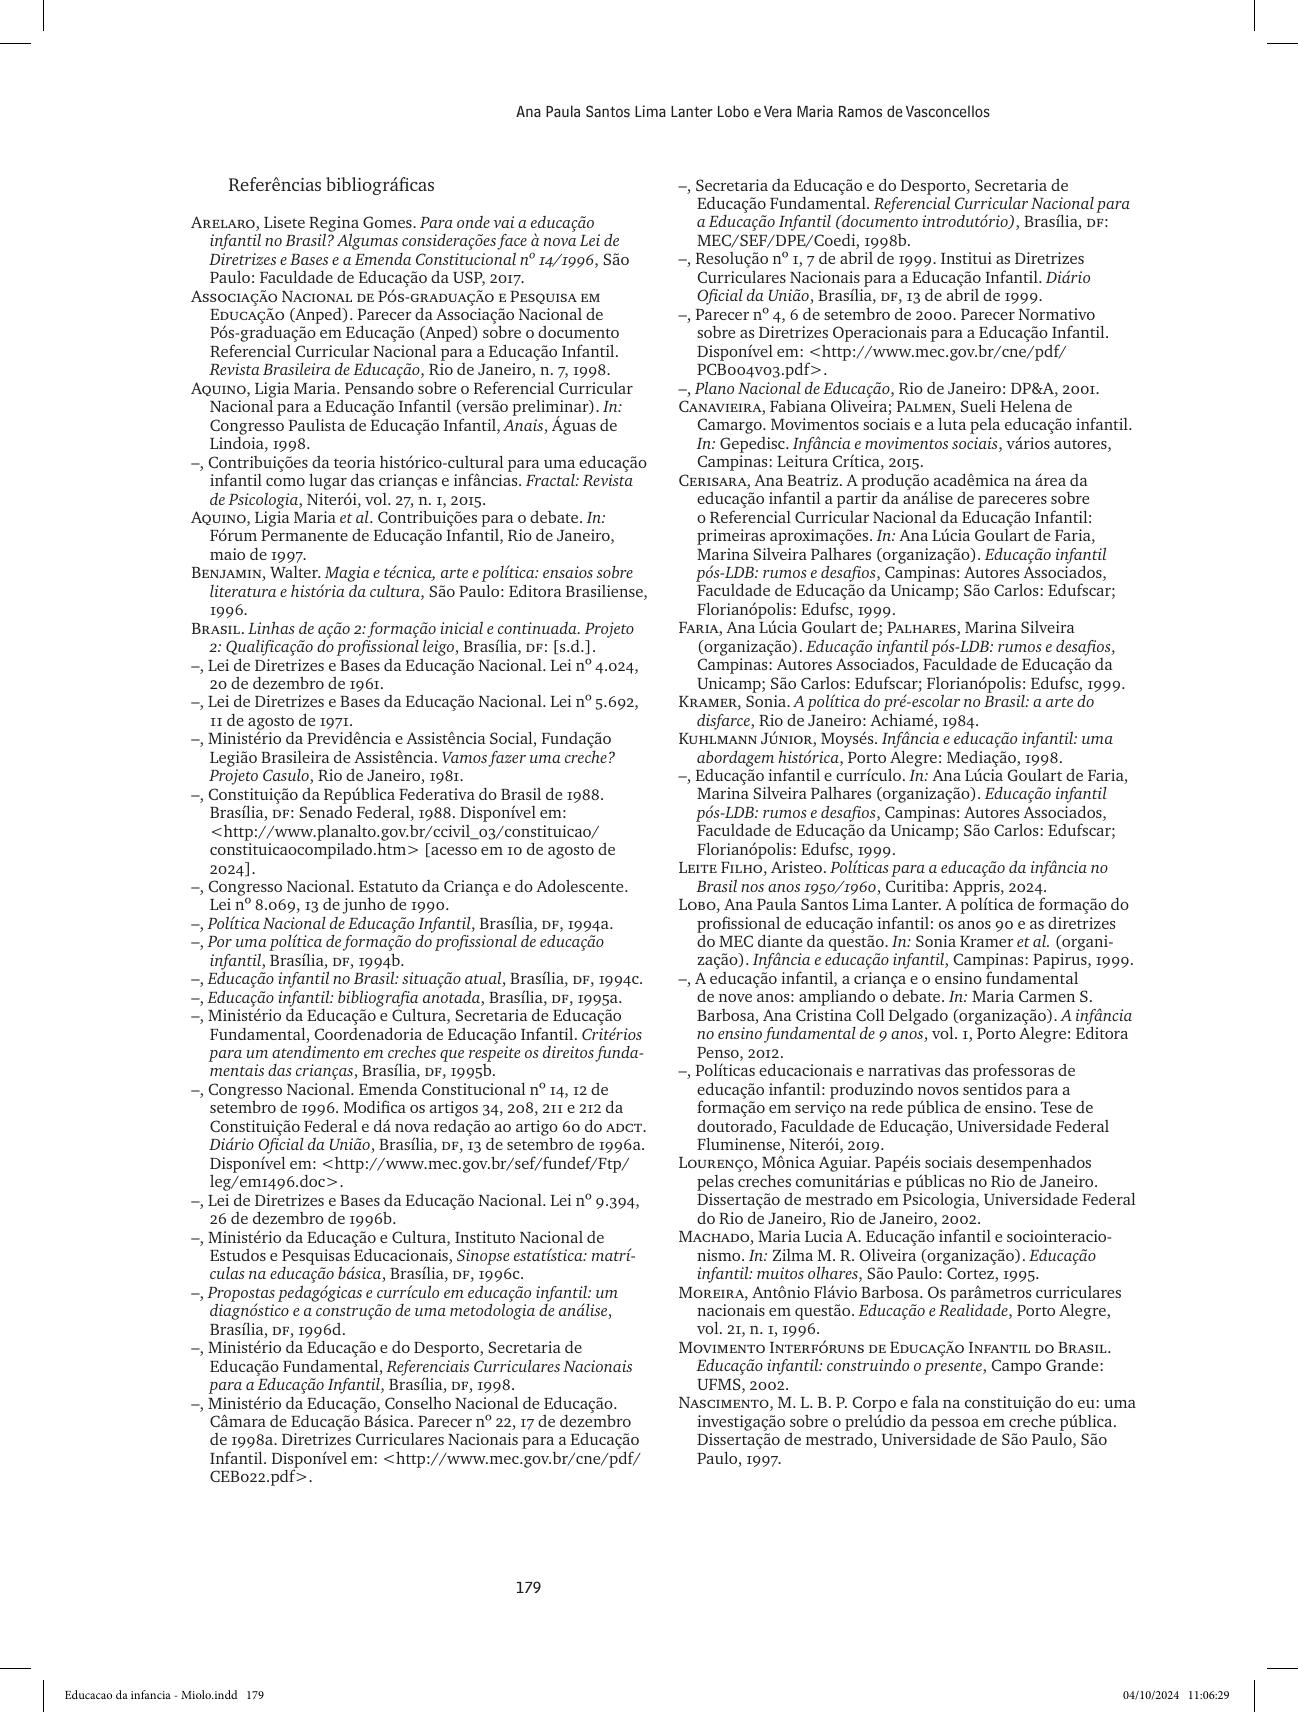 Ana Paula Santos Lima Lanter Lobo e Vera Maria Ramos de Vasconcellos
Referências bibliográficas
Arelaro, Lisete Regina Gomes. Para onde vai a educação
infantil no Brasil? Algumas considerações face à nova Lei de
Diretrizes e Bases e a Emenda Constitucional nº 14/1996, São
Paulo: Faculdade de Educação da USP, 2017.
Associação Nacional de Pós-graduação e Pesquisa em
Educação (Anped). Parecer da Associação Nacional de
Pós-graduação em Educação (Anped) sobre o documento
Referencial Curricular Nacional para a Educação Infantil.
Revista Brasileira de Educação, Rio de Janeiro, n. 7, 1998.
Aquino, Ligia Maria. Pensando sobre o Referencial Curricular
Nacional para a Educação Infantil (versão preliminar). In:
Congresso Paulista de Educação Infantil, Anais, Águas de
Lindoia, 1998.
–, Contribuições da teoria histórico-cultural para uma educação
infantil como lugar das crianças e infâncias. Fractal: Revista
de Psicologia, Niterói, vol. 27, n. 1, 2015.
Aquino, Ligia Maria et al. Contribuições para o debate. In:
Fórum Permanente de Educação Infantil, Rio de Janeiro,
maio de 1997.
Benjamin, Walter. Magia e técnica, arte e política: ensaios sobre
literatura e história da cultura, São Paulo: Editora Brasiliense,
1996.
Brasil. Linhas de ação 2: formação inicial e continuada. Projeto
2: Qualificação do profissional leigo, Brasília, df: [s.d.].
–, Lei de Diretrizes e Bases da Educação Nacional. Lei nº 4.024,
20 de dezembro de 1961.
–, Lei de Diretrizes e Bases da Educação Nacional. Lei nº 5.692,
11 de agosto de 1971.
–, Ministério da Previdência e Assistência Social, Fundação
Legião Brasileira de Assistência. Vamos fazer uma creche?
Projeto Casulo, Rio de Janeiro, 1981.
–, Constituição da República Federativa do Brasil de 1988.
Brasília, df: Senado Federal, 1988. Disponível em:
<http://www.planalto.gov.br/ccivil_03/constituicao/
constituicaocompilado.htm> [acesso em 10 de agosto de
2024].
–, Congresso Nacional. Estatuto da Criança e do Adolescente.
Lei nº 8.069, 13 de junho de 1990.
–, Política Nacional de Educação Infantil, Brasília, df, 1994a.
–, Por uma política de formação do profissional de educação
infantil, Brasília, df, 1994b.
–, Educação infantil no Brasil: situação atual, Brasília, df, 1994c.
–, Educação infantil: bibliografia anotada, Brasília, df, 1995a.
–, Ministério da Educação e Cultura, Secretaria de Educação
Fundamental, Coordenadoria de Educação Infantil. Critérios
para um atendimento em creches que respeite os direitos funda-
mentais das crianças, Brasília, df, 1995b.
–, Congresso Nacional. Emenda Constitucional nº 14, 12 de
setembro de 1996. Modifica os artigos 34, 208, 211 e 212 da
Constituição Federal e dá nova redação ao artigo 60 do adct.
Diário Oficial da União, Brasília, df, 13 de setembro de 1996a.
Disponível em: <http://www.mec.gov.br/sef/fundef/Ftp/
leg/em1496.doc>.
–, Lei de Diretrizes e Bases da Educação Nacional. Lei nº 9.394,
26 de dezembro de 1996b.
–, Ministério da Educação e Cultura, Instituto Nacional de
Estudos e Pesquisas Educacionais, Sinopse estatística: matrí-
culas na educação básica, Brasília, df, 1996c.
–, Propostas pedagógicas e currículo em educação infantil: um
diagnóstico e a construção de uma metodologia de análise,
Brasília, df, 1996d.
–, Ministério da Educação e do Desporto, Secretaria de
Educação Fundamental, Referenciais Curriculares Nacionais
para a Educação Infantil, Brasília, df, 1998.
–, Ministério da Educação, Conselho Nacional de Educação.
Câmara de Educação Básica. Parecer nº 22, 17 de dezembro
de 1998a. Diretrizes Curriculares Nacionais para a Educação
Infantil. Disponível em: <http://www.mec.gov.br/cne/pdf/
CEB022.pdf>.
–, Secretaria da Educação e do Desporto, Secretaria de
Educação Fundamental. Referencial Curricular Nacional para
a Educação Infantil (documento introdutório), Brasília, df:
MEC/SEF/DPE/Coedi, 1998b.
–, Resolução nº 1, 7 de abril de 1999. Institui as Diretrizes
Curriculares Nacionais para a Educação Infantil. Diário
Oficial da União, Brasília, df, 13 de abril de 1999.
–, Parecer nº 4, 6 de setembro de 2000. Parecer Normativo
sobre as Diretrizes Operacionais para a Educação Infantil.
Disponível em: <http://www.mec.gov.br/cne/pdf/
PCB004v03.pdf>.
–, Plano Nacional de Educação, Rio de Janeiro: DP&A, 2001.
Canavieira, Fabiana Oliveira; Palmen, Sueli Helena de
Camargo. Movimentos sociais e a luta pela educação infantil.
In: Gepedisc. Infância e movimentos sociais, vários autores,
Campinas: Leitura Crítica, 2015.
Cerisara, Ana Beatriz. A produção acadêmica na área da
educação infantil a partir da análise de pareceres sobre
o Referencial Curricular Nacional da Educação Infantil:
primeiras aproximações. In: Ana Lúcia Goulart de Faria,
Marina Silveira Palhares (organização). Educação infantil
pós-LDB: rumos e desafios, Campinas: Autores Associados,
Faculdade de Educação da Unicamp; São Carlos: Edufscar;
Florianópolis: Edufsc, 1999.
Faria, Ana Lúcia Goulart de; Palhares, Marina Silveira
(organização). Educação infantil pós-LDB: rumos e desafios,
Campinas: Autores Associados, Faculdade de Educação da
Unicamp; São Carlos: Edufscar; Florianópolis: Edufsc, 1999.
Kramer, Sonia. A política do pré-escolar no Brasil: a arte do
disfarce, Rio de Janeiro: Achiamé, 1984.
Kuhlmann Júnior, Moysés. Infância e educação infantil: uma
abordagem histórica, Porto Alegre: Mediação, 1998.
–, Educação infantil e currículo. In: Ana Lúcia Goulart de Faria,
Marina Silveira Palhares (organização). Educação infantil
pós-LDB: rumos e desafios, Campinas: Autores Associados,
Faculdade de Educação da Unicamp; São Carlos: Edufscar;
Florianópolis: Edufsc, 1999.
Leite Filho, Aristeo. Políticas para a educação da infância no
Brasil nos anos 1950/1960, Curitiba: Appris, 2024.
Lobo, Ana Paula Santos Lima Lanter. A política de formação do
profissional de educação infantil: os anos 90 e as diretrizes
do MEC diante da questão. In: Sonia Kramer et al. (organi-
zação). Infância e educação infantil, Campinas: Papirus, 1999.
–, A educação infantil, a criança e o ensino fundamental
de nove anos: ampliando o debate. In: Maria Carmen S.
Barbosa, Ana Cristina Coll Delgado (organização). A infância
no ensino fundamental de 9 anos, vol. 1, Porto Alegre: Editora
Penso, 2012.
–, Políticas educacionais e narrativas das professoras de
educação infantil: produzindo novos sentidos para a
formação em serviço na rede pública de ensino. Tese de
doutorado, Faculdade de Educação, Universidade Federal
Fluminense, Niterói, 2019.
Lourenço, Mônica Aguiar. Papéis sociais desempenhados
pelas creches comunitárias e públicas no Rio de Janeiro.
Dissertação de mestrado em Psicologia, Universidade Federal
do Rio de Janeiro, Rio de Janeiro, 2002.
Machado, Maria Lucia A. Educação infantil e sociointeracio-
nismo. In: Zilma M. R. Oliveira (organização). Educação
infantil: muitos olhares, São Paulo: Cortez, 1995.
Moreira, Antônio Flávio Barbosa. Os parâmetros curriculares
nacionais em questão. Educação e Realidade, Porto Alegre,
vol. 21, n. 1, 1996.
Movimento Interfóruns de Educação Infantil do Brasil.
Educação infantil: construindo o presente, Campo Grande:
UFMS, 2002.
Nascimento, M. L. B. P. Corpo e fala na constituição do eu: uma
investigação sobre o prelúdio da pessoa em creche pública.
Dissertação de mestrado, Universidade de São Paulo, São
Paulo, 1997.
179
Educacao da infancia - Miolo.indd 179
04/10/2024 11:06:29